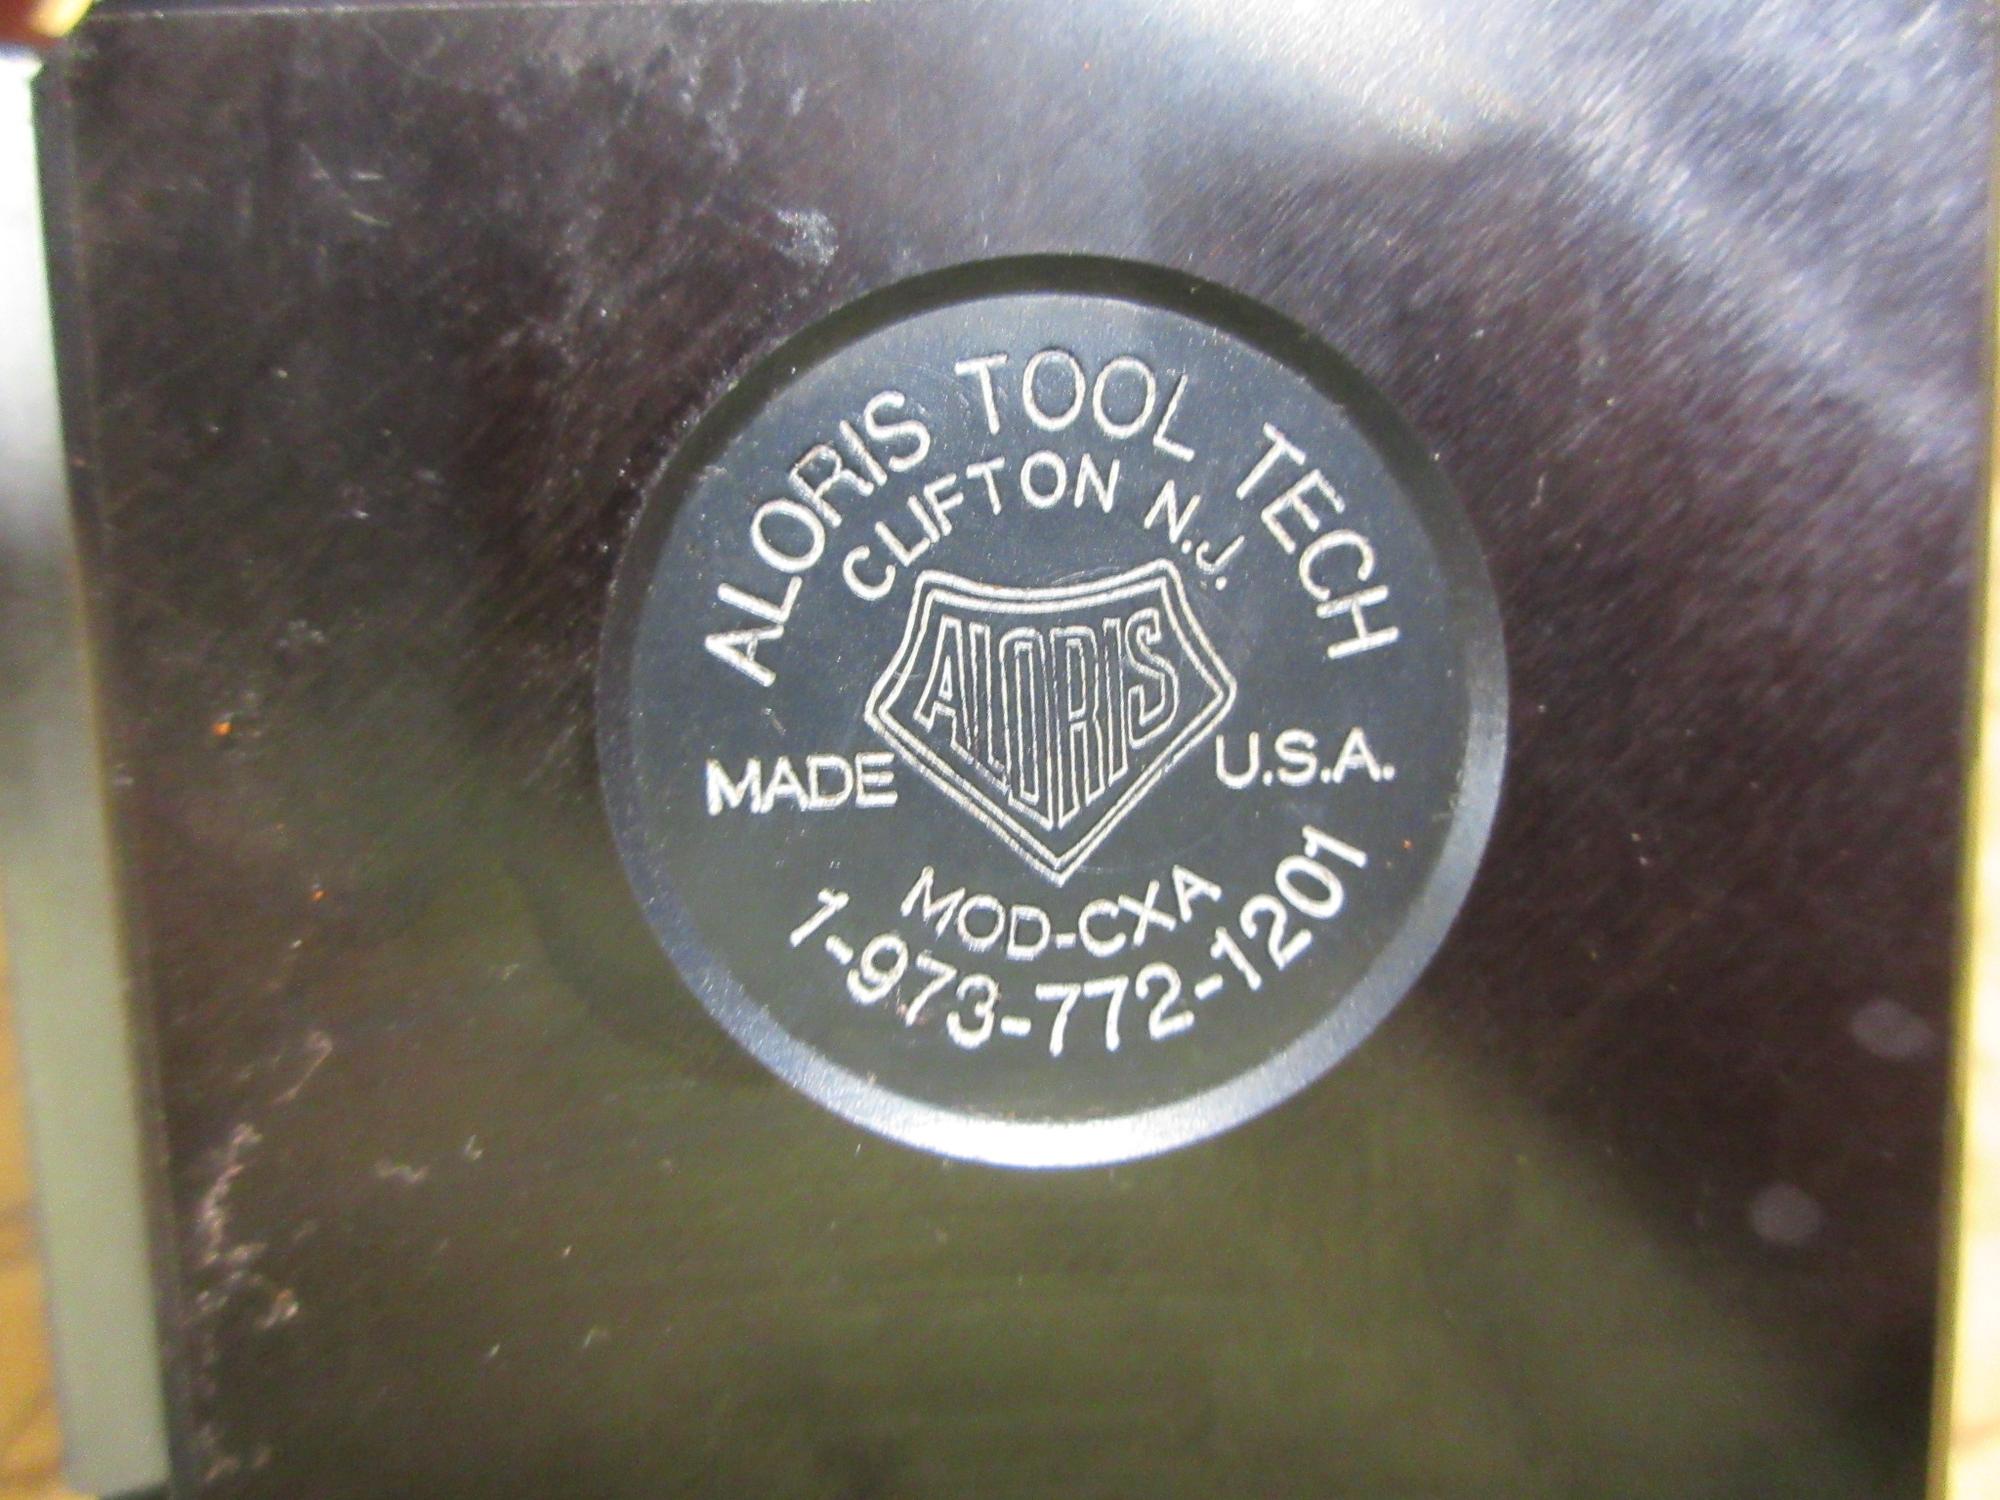 ALORIS TOOL TECH
CLIFTON N.J.
ALORIS
MADE U.S.A.
MOD-CXA
1-973-772-1201